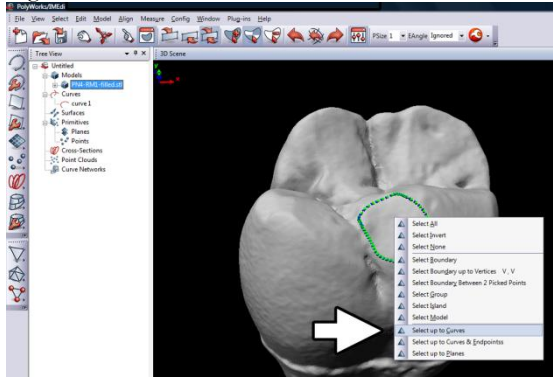 PolyWorks/IMEdi
File View Select Edit Model Align Measure Config Window Plug-ins Help
PSize 1 EAngle Ignored
Tree View
3D Scene
Untitled
Models
PN4-RM1-filled.stl
Curves
curve 1
Surfaces
Primitives
Planes
Points
Cross-Sections
Point Clouds
Curve Networks
Select All
Select Invert
Select None
Select Boundary
Select Boundary up to Vertices V , V
Select Boundary Between 2 Picked Points
Select Group
Select Island
Select Model
Select up to Curves
Select up to Curves & Endpoints
Select up to Planes